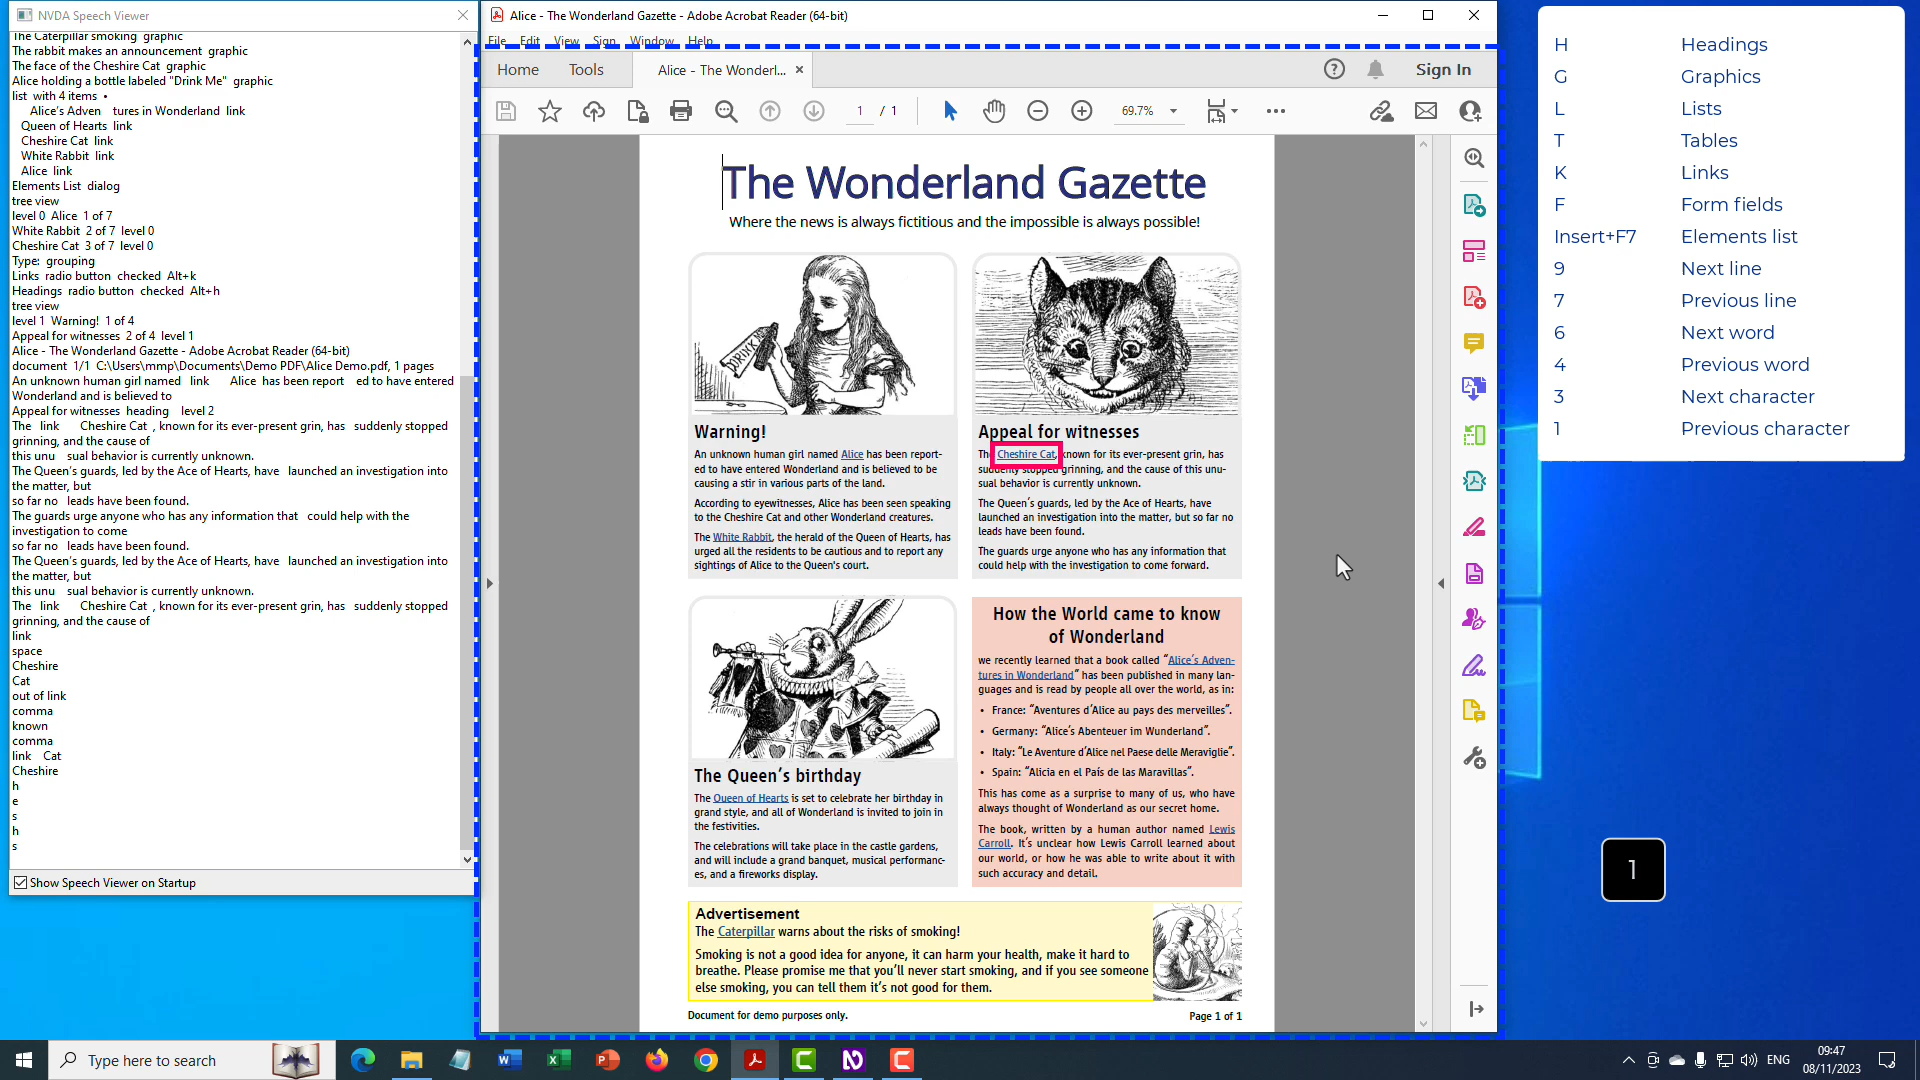 NVDA Speech Viewer
The Caterpillar smoking  graphic
The rabbit makes an announcement  graphic
The face of the Cheshire Cat  graphic
Alice holding a bottle labeled "Drink Me"  graphic
list  with 4 items  •
Alice's Adven    tures in Wonderland  link
Queen of Hearts  link
Cheshire Cat  link
White Rabbit  link
Alice  link
Elements List  dialog
tree view
level 0  Alice  1 of 7
White Rabbit  2 of 7  level 0
Cheshire Cat  3 of 7  level 0
Type:  grouping
Links  radio button  checked  Alt+k
Headings  radio button  checked  Alt+h
tree view
level 1  Warning!  1 of 4
Appeal for witnesses  2 of 4  level 1
Alice - The Wonderland Gazette - Adobe Acrobat Reader (64-bit)
document  1/1  C:\Users\mmp\Documents\Demo PDF\Alice Demo.pdf, 1 pages
An unknown human girl named   link      Alice  has been report    ed to have entered
Wonderland and is believed to
Appeal for witnesses  heading    level 2
The   link      Cheshire Cat  , known for its ever-present grin, has   suddenly stopped
grinning, and the cause of
this unu    sual behavior is currently unknown.
The Queen's guards, led by the Ace of Hearts, have   launched an investigation into
the matter, but
so far no   leads have been found.
The guards urge anyone who has any information that   could help with the
investigation to come
so far no   leads have been found.
The Queen's guards, led by the Ace of Hearts, have   launched an investigation into
the matter, but
this unu    sual behavior is currently unknown.
The   link      Cheshire Cat  , known for its ever-present grin, has   suddenly stopped
grinning, and the cause of
link
space
Cheshire
Cat
out of link
comma
known
comma
link    Cat
Cheshire
h
e
s
h
s
Show Speech Viewer on Startup
Alice - The Wonderland Gazette - Adobe Acrobat Reader (64-bit)
File Edit View Sign Window Help
Home Tools Alice - The Wonderl... Sign In
1 / 1 69.7%
The Wonderland Gazette
Where the news is always fictitious and the impossible is always possible!
DRINK ME
Warning!
An unknown human girl named Alice has been report-
ed to have entered Wonderland and is believed to be
causing a stir in various parts of the land.
According to eyewitnesses, Alice has been seen speaking
to the Cheshire Cat and other Wonderland creatures.
The White Rabbit, the herald of the Queen of Hearts, has
urged all the residents to be cautious and to report any
sightings of Alice to the Queen's court.
Appeal for witnesses
The Cheshire Cat, known for its ever-present grin, has
suddenly stopped grinning, and the cause of this unu-
sual behavior is currently unknown.
The Queen's guards, led by the Ace of Hearts, have
launched an investigation into the matter, but so far no
leads have been found.
The guards urge anyone who has any information that
could help with the investigation to come forward.
The Queen's birthday
The Queen of Hearts is set to celebrate her birthday in
grand style, and all of Wonderland is invited to join in
the festivities.
The celebrations will take place in the castle gardens,
and will include a grand banquet, musical performanc-
es, and a fireworks display.
How the World came to know
of Wonderland
we recently learned that a book called “Alice's Adven-
tures in Wonderland” has been published in many lan-
guages and is read by people all over the world, as in:
• France: “Aventures d'Alice au pays des merveilles”.
• Germany: “Alice's Abenteuer im Wunderland”.
• Italy: “Le Aventure d'Alice nel Paese delle Meraviglie”.
• Spain: “Alicia en el País de las Maravillas”.
This has come as a surprise to many of us, who have
always thought of Wonderland as our secret home.
The book, written by a human author named Lewis
Carroll. It's unclear how Lewis Carroll learned about
our world, or how he was able to write about it with
such accuracy and detail.
Advertisement
The Caterpillar warns about the risks of smoking!
Smoking is not a good idea for anyone, it can harm your health, make it hard to
breathe. Please promise me that you'll never start smoking, and if you see someone
else smoking, you can tell them it's not good for them.
Document for demo purposes only.
Page 1 of 1
H Headings
G Graphics
L Lists
T Tables
K Links
F Form fields
Insert+F7 Elements list
9 Next line
7 Previous line
6 Next word
4 Previous word
3 Next character
1 Previous character
1
Type here to search
ENG
09:47
08/11/2023